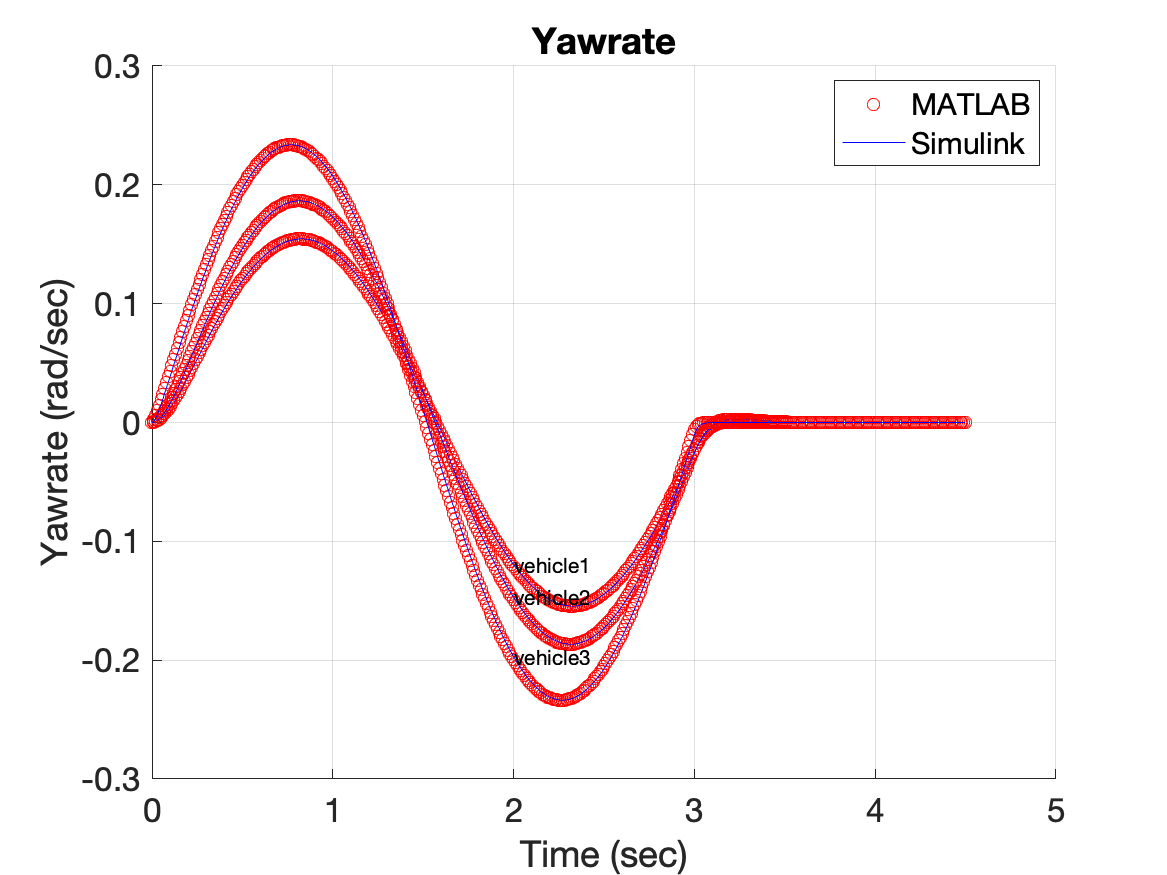 Yawrate
0.3
0.2
0.1
0
-0.1
-0.2
-0.3
Yawrate (rad/sec)
MATLAB
Simulink
vehicle1
vehicle2
vehicle3
0 1 2 3 4 5
Time (sec)